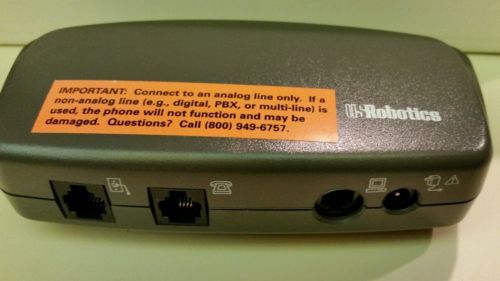 IMPORTANT: Connect to an analog line only. If a
non-analog line (e.g., digital, PBX, or multi-line) is
used, the phone will not function and may be
damaged. Questions? Call (800) 949-6757.
USRobotics